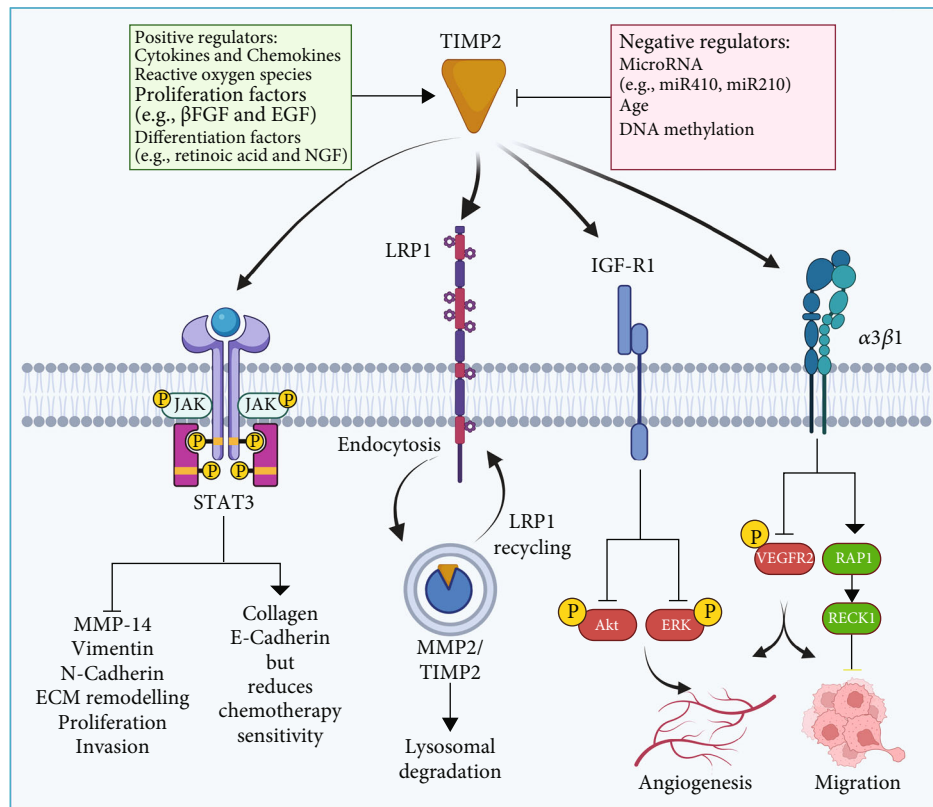 Positive regulators:
Cytokines and Chemokines
Reactive oxygen species
Proliferation factors
(e.g., βFGF and EGF)
Differentiation factors
(e.g., retinoic acid and NGF)
TIMP2
Negative regulators:
MicroRNA
(e.g., miR410, miR210)
Age
DNA methylation
LRP1
IGF-R1
α3β1
P
JAK
JAK
P
P
P
P
P
STAT3
Endocytosis
LRP1
recycling
MMP2/
TIMP2
Lysosomal
degradation
MMP-14
Vimentin
N-Cadherin
ECM remodelling
Proliferation
Invasion
Collagen
E-Cadherin
but
reduces
chemotherapy
sensitivity
P
Akt
ERK
P
Angiogenesis
P
VEGFR2
RAP1
RECK1
Migration